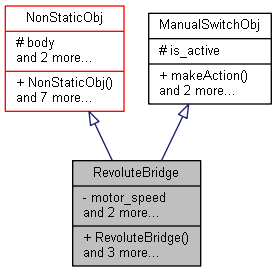 NonStaticObj
# body
and 2 more...
+ NonStaticObj()
and 7 more...
ManualSwitchObj
# is_active
+ makeAction()
and 2 more...
RevoluteBridge
- motor_speed
and 2 more...
+ RevoluteBridge()
and 3 more...